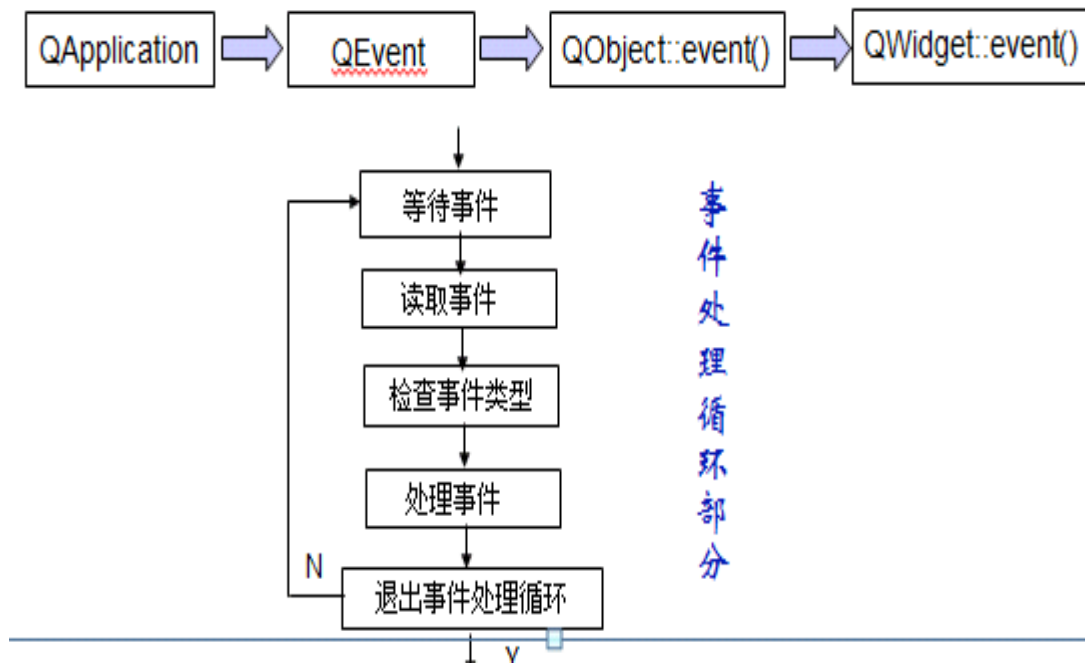 QApplication
QEvent
QObject::event()
QWidget::event()
等待事件
读取事件
检查事件类型
处理事件
N
退出事件处理循环
Y
事件处理循环部分